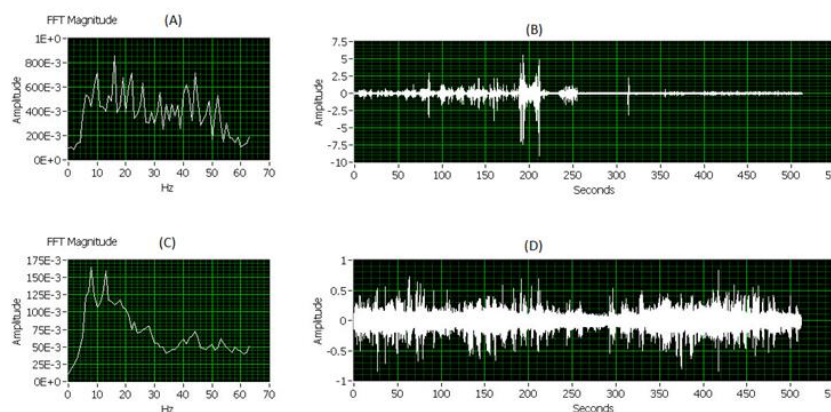 FFT Magnitude (A)
1E+0
800E-3
600E-3
400E-3
200E-3
0E+0
Amplitude
0 10 20 30 40 50 60 70
Hz
(B)
7.5
5
2.5
0
-2.5
-5
-7.5
-10
Amplitude
0 50 100 150 200 250 300 350 400 450 500 550
Seconds
FFT Magnitude (C)
175E-3
150E-3
125E-3
100E-3
75E-3
50E-3
25E-3
0E+0
Amplitude
0 10 20 30 40 50 60 70
Hz
(D)
1
0.5
0
-0.5
-1
Amplitude
0 50 100 150 200 250 300 350 400 450 500 550
Seconds